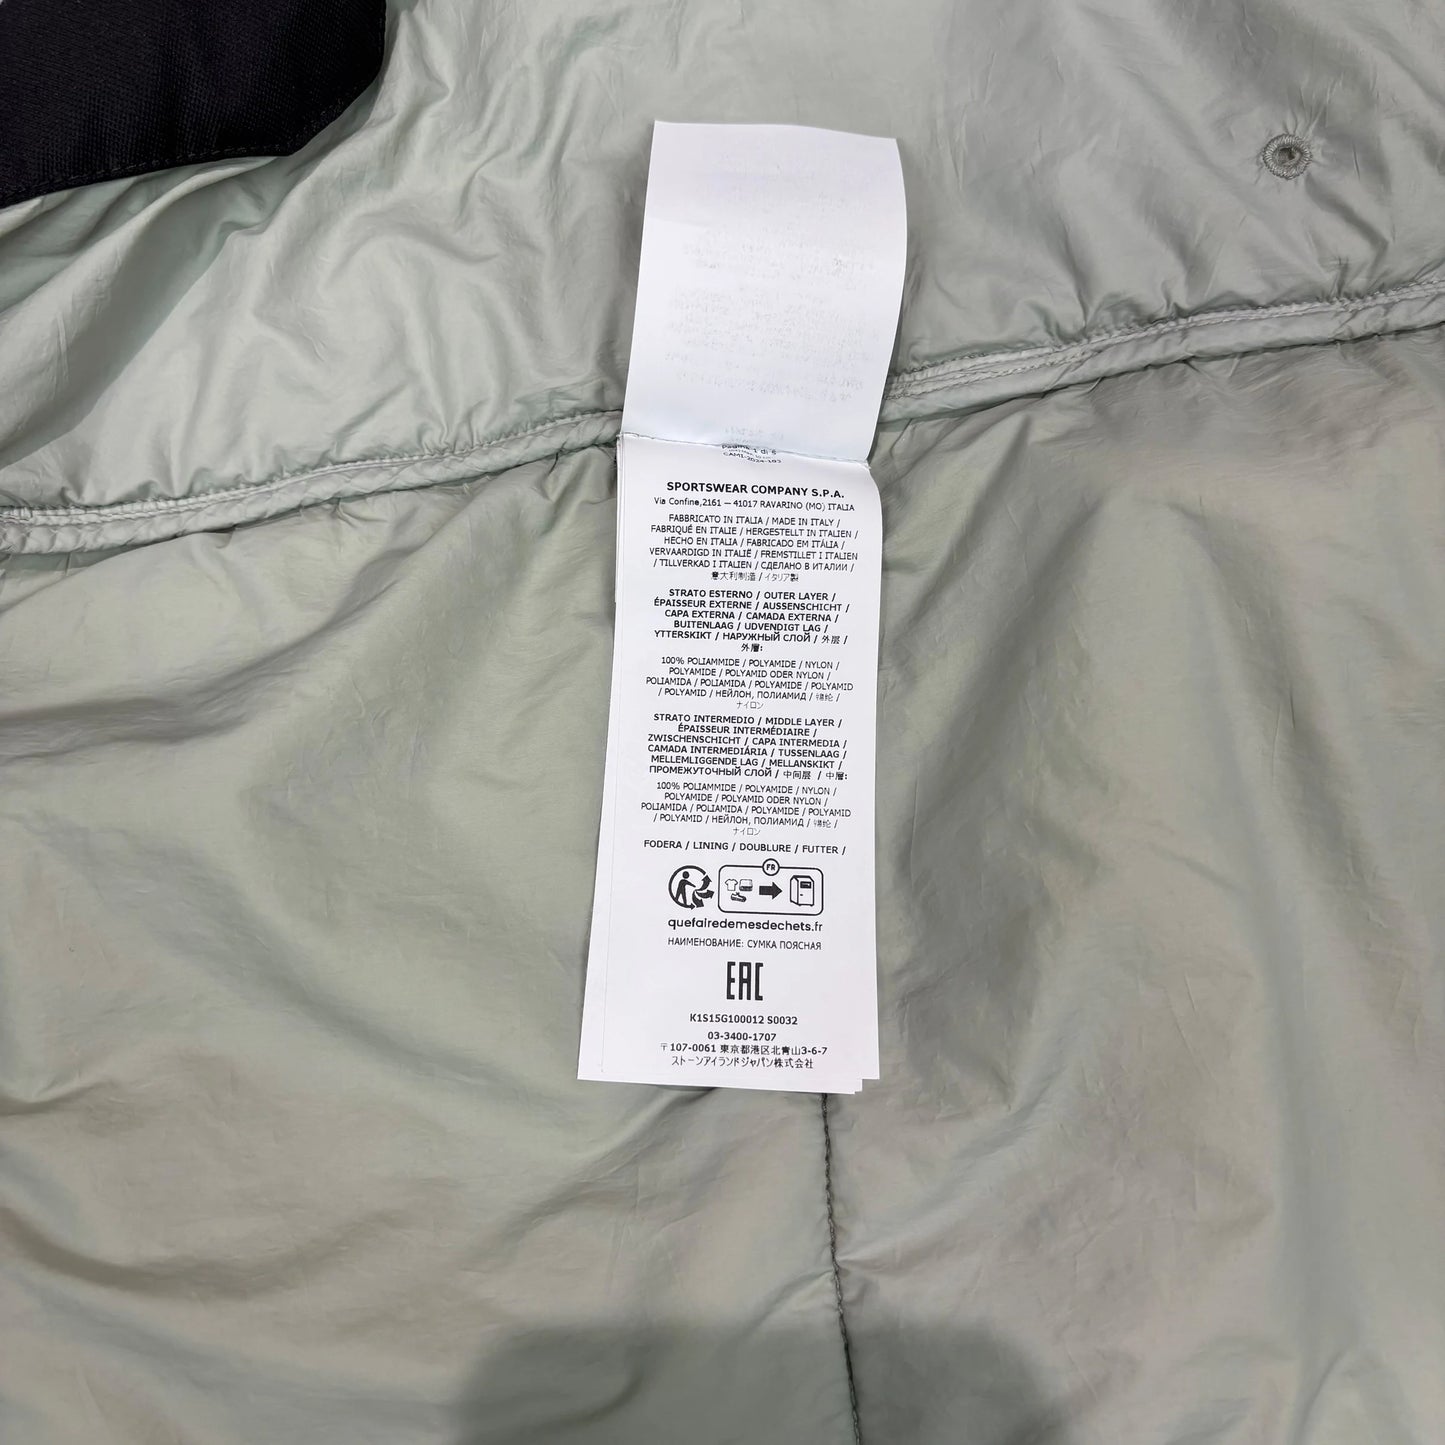 Pagina 1 di 6
CAM1-2024-192
SPORTSWEAR COMPANY S.P.A.
Via Confine,2161 — 41017 RAVARINO (MO) ITALIA
FABBRICATO IN ITALIA / MADE IN ITALY /
FABRIQUÉ EN ITALIE / HERGESTELLT IN ITALIEN /
HECHO EN ITALIA / FABRICADO EM ITÁLIA /
VERVAARDIGD IN ITALIË / FREMSTILLET I ITALIEN
/ TILLVERKAD I ITALIEN / СДЕЛАНО В ИТАЛИИ /
意大利制造 / イタリア製
STRATO ESTERNO / OUTER LAYER /
ÉPAISSEUR EXTERNE / AUSSENSCHICHT /
CAPA EXTERNA / CAMADA EXTERNA /
BUITENLAAG / UDVENDIGT LAG /
YTTERSKIKT / НАРУЖНЫЙ СЛОЙ / 外层 /
外層:
100% POLIAMMIDE / POLYAMIDE / NYLON /
POLYAMIDE / POLYAMID ODER NYLON /
POLIAMIDA / POLIAMIDA / POLYAMIDE / POLYAMID
/ POLYAMID / НЕЙЛОН, ПОЛИАМИД / 锦纶 /
ナイロン
STRATO INTERMEDIO / MIDDLE LAYER /
ÉPAISSEUR INTERMÉDIAIRE /
ZWISCHENSCHICHT / CAPA INTERMEDIA /
CAMADA INTERMEDIÁRIA / TUSSENLAAG /
MELLEMLIGGENDE LAG / MELLANSKIKT /
ПРОМЕЖУТОЧНЫЙ СЛОЙ / 中间层 / 中層:
100% POLIAMMIDE / POLYAMIDE / NYLON /
POLYAMIDE / POLYAMID ODER NYLON /
POLIAMIDA / POLIAMIDA / POLYAMIDE / POLYAMID
/ POLYAMID / НЕЙЛОН, ПОЛИАМИД / 锦纶 /
ナイロン
FODERA / LINING / DOUBLURE / FUTTER /
FR
quefairedemesdechets.fr
НАИМЕНОВАНИЕ: СУМКА ПОЯСНАЯ
EAC
K1S15G100012 S0032
03-3400-1707
〒107-0061 東京都港区北青山3-6-7
ストーンアイランドジャパン株式会社